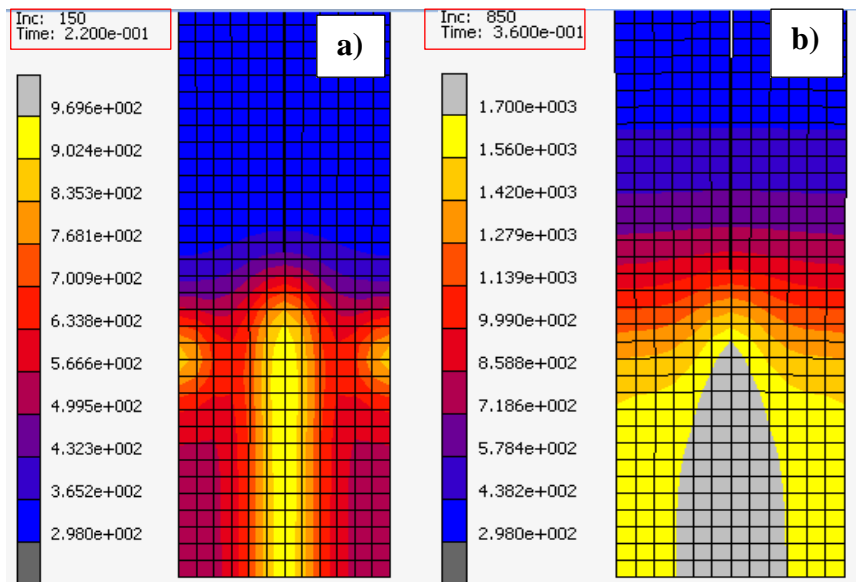 Inc: 150
Time: 2.200e-001
a)
9.696e+002
9.024e+002
8.353e+002
7.681e+002
7.009e+002
6.338e+002
5.666e+002
4.995e+002
4.323e+002
3.652e+002
2.980e+002
Inc: 850
Time: 3.600e-001
b)
1.700e+003
1.560e+003
1.420e+003
1.279e+003
1.139e+003
9.990e+002
8.588e+002
7.186e+002
5.784e+002
4.382e+002
2.980e+002